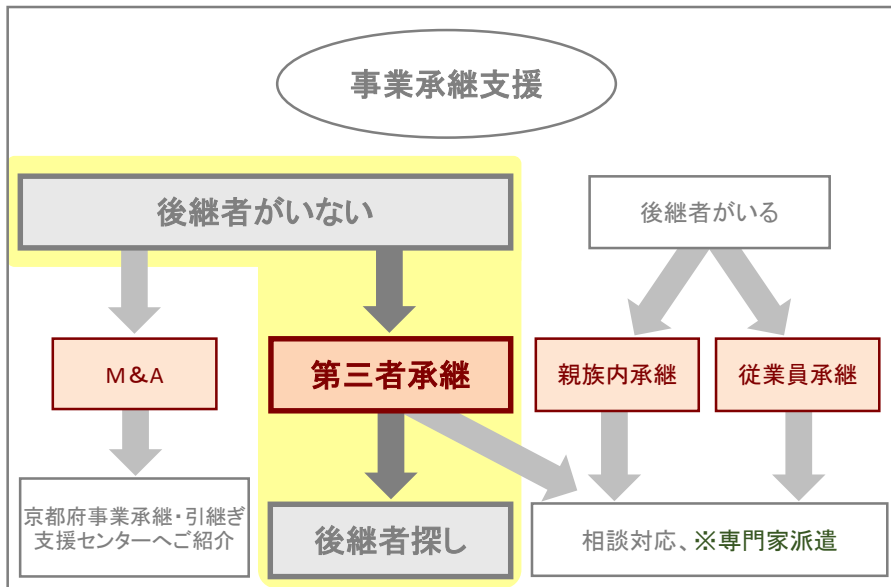 事業承継支援
後継者がいない
後継者がいる
M&A
第三者承継
親族内承継
従業員承継
京都府事業承継・引継ぎ
支援センターへご紹介
後継者探し
相談対応、※専門家派遣